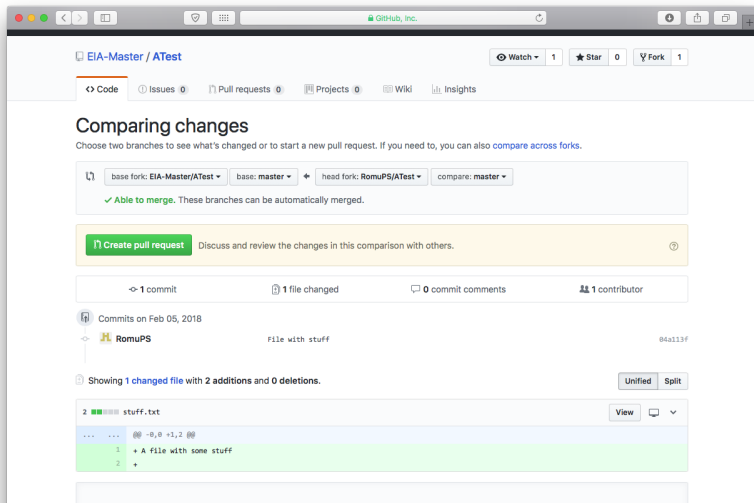 GitHub, Inc.
EIA-Master / ATest
Watch 1 Star 0 Fork 1
Code Issues 0 Pull requests 0 Projects 0 Wiki Insights
Comparing changes
Choose two branches to see what's changed or to start a new pull request. If you need to, you can also compare across forks.
base fork: EIA-Master/ATest base: master head fork: RomuPS/ATest compare: master
Able to merge. These branches can be automatically merged.
Create pull request Discuss and review the changes in this comparison with others.
1 commit 1 file changed 0 commit comments 1 contributor
Commits on Feb 05, 2018
RomuPS File with stuff 04a113f
Showing 1 changed file with 2 additions and 0 deletions. Unified Split
2 stuff.txt View
... ... @@ -0,0 +1,2 @@
1 + A file with some stuff
2 +